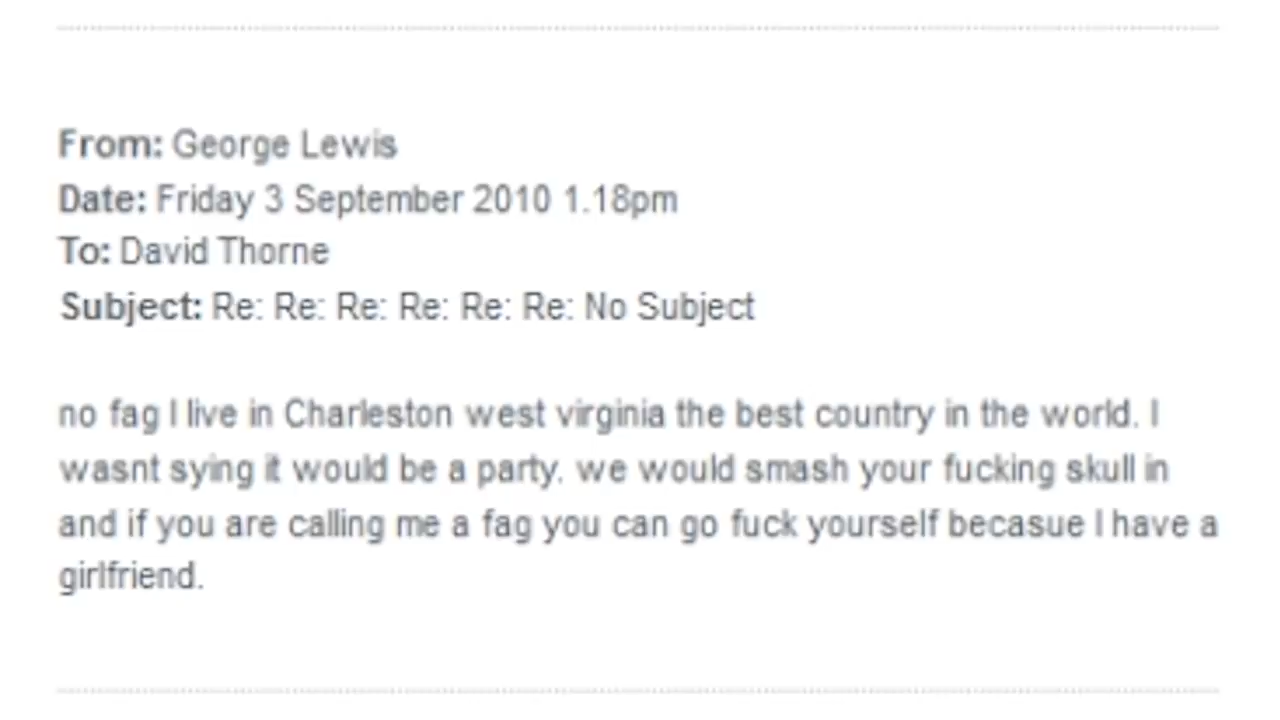 From: George Lewis
Date: Friday 3 September 2010 1.18pm
To: David Thorne
Subject: Re: Re: Re: Re: Re: Re: No Subject
no fag I live in Charleston west virginia the best country in the world. I
wasnt sying it would be a party. we would smash your fucking skull in
and if you are calling me a fag you can go fuck yourself becasue I have a
girlfriend.